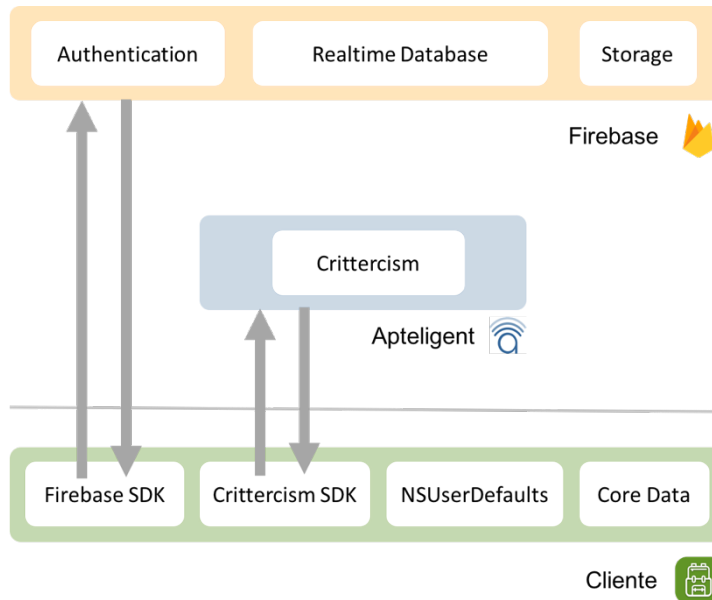 Authentication
Realtime Database
Storage
Firebase
Crittercism
Apteligent
Firebase SDK
Crittercism SDK
NSUserDefaults
Core Data
Cliente